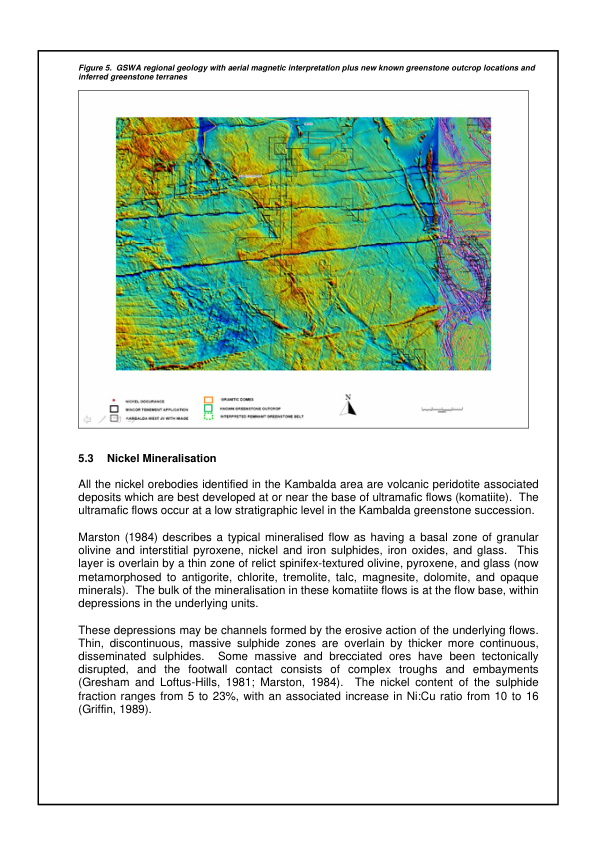 Figure 5. GSWA regional geology with aerial magnetic interpretation plus new known greenstone outcrop locations and
inferred greenstone terranes
NICKEL OCCURANCE
MINCOR TENEMENT APPLICATION
KAMBALDA WEST JV WITH IMAGE
GRANITIC DOMES
KNOWN GREENSTONE OUTCROP
INTERPRETED REMNANT GREENSTONE BELT
N
5.3 Nickel Mineralisation
All the nickel orebodies identified in the Kambalda area are volcanic peridotite associated
deposits which are best developed at or near the base of ultramafic flows (komatiite). The
ultramafic flows occur at a low stratigraphic level in the Kambalda greenstone succession.
Marston (1984) describes a typical mineralised flow as having a basal zone of granular
olivine and interstitial pyroxene, nickel and iron sulphides, iron oxides, and glass. This
layer is overlain by a thin zone of relict spinifex-textured olivine, pyroxene, and glass (now
metamorphosed to antigorite, chlorite, tremolite, talc, magnesite, dolomite, and opaque
minerals). The bulk of the mineralisation in these komatiite flows is at the flow base, within
depressions in the underlying units.
These depressions may be channels formed by the erosive action of the underlying flows.
Thin, discontinuous, massive sulphide zones are overlain by thicker more continuous,
disseminated sulphides. Some massive and brecciated ores have been tectonically
disrupted, and the footwall contact consists of complex troughs and embayments
(Gresham and Loftus-Hills, 1981; Marston, 1984). The nickel content of the sulphide
fraction ranges from 5 to 23%, with an associated increase in Ni:Cu ratio from 10 to 16
(Griffin, 1989).